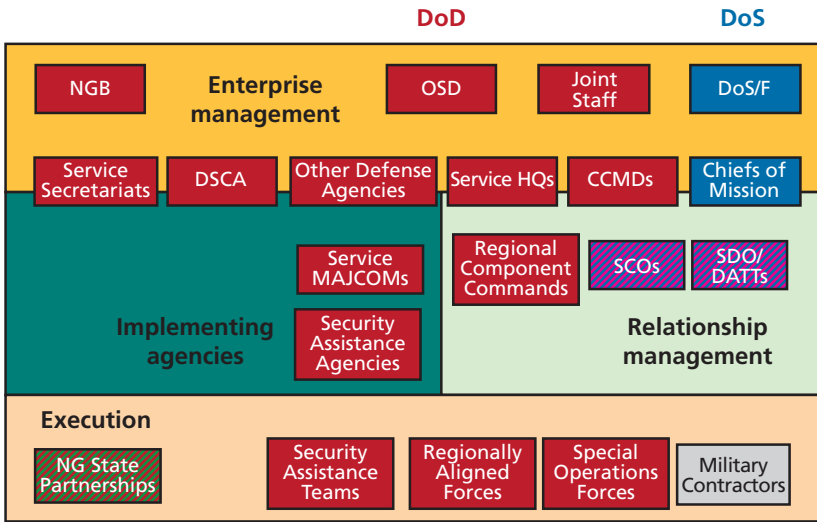 DoD
DoS
NGB
Enterprise
management
OSD
Joint
Staff
DoS/F
Service
Secretariats
DSCA
Other Defense
Agencies
Service HQs
CCMDs
Chiefs of
Mission
Service
MAJCOMs
Regional
Component
Commands
SCOs
SDO/
DATTs
Implementing
agencies
Security
Assistance
Agencies
Relationship
management
Execution
NG State
Partnerships
Security
Assistance
Teams
Regionally
Aligned
Forces
Special
Operations
Forces
Military
Contractors